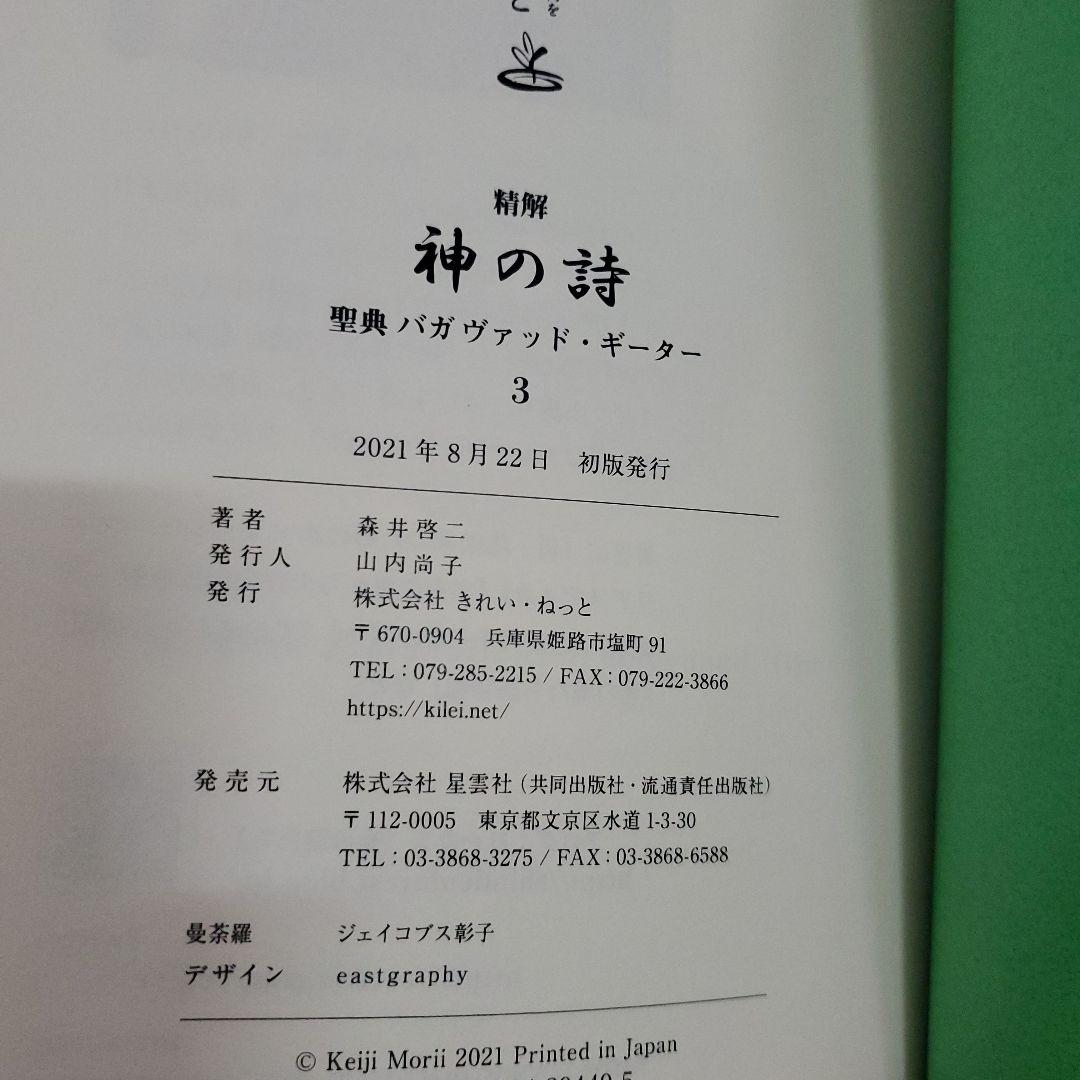 精解
神の詩
聖典 バガヴァッド・ギーター
3
2021年8月22日 初版発行
著者 森井啓二
発行人 山内尚子
発行 株式会社 きれい・ねっと
〒670-0904 兵庫県姫路市塩町91
TEL：079-285-2215 / FAX：079-222-3866
https://kilei.net/
発売元 株式会社 星雲社（共同出版社・流通責任出版社）
〒112-0005 東京都文京区水道1-3-30
TEL：03-3868-3275 / FAX：03-3868-6588
曼荼羅 ジェイコブス彰子
デザイン eastgraphy
© Keiji Morii 2021 Printed in Japan